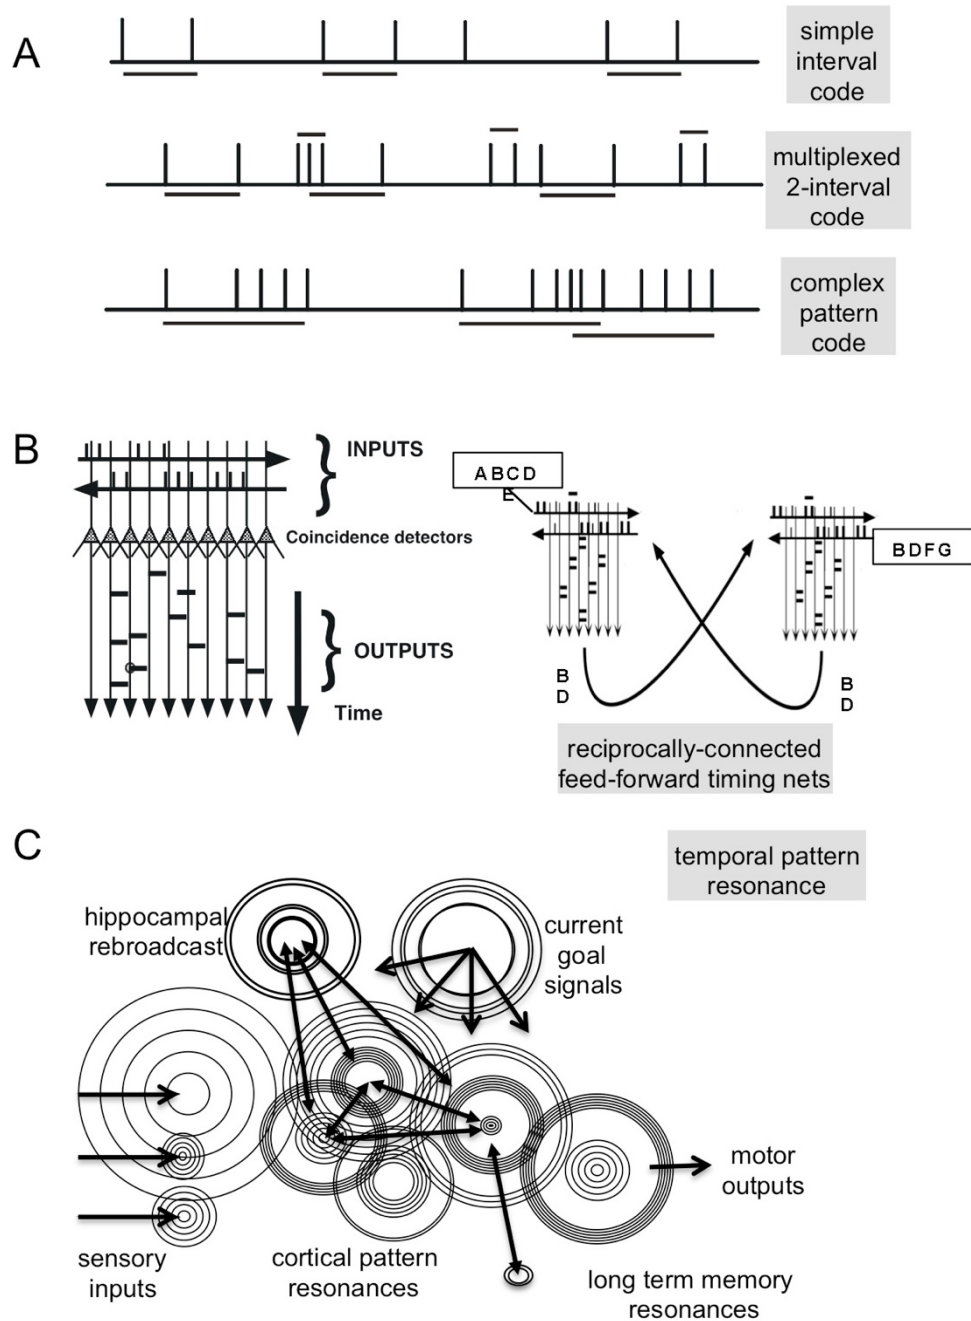 A
simple
interval
code
multiplexed
2-interval
code
complex
pattern
code
B
INPUTS
Coincidence detectors
OUTPUTS
Time
A B C D
E
B D F G
B
D
B
D
reciprocally-connected
feed-forward timing nets
C
temporal pattern
resonance
hippocampal
rebroadcast
current
goal
signals
motor
outputs
sensory
inputs
cortical pattern
resonances
long term memory
resonances